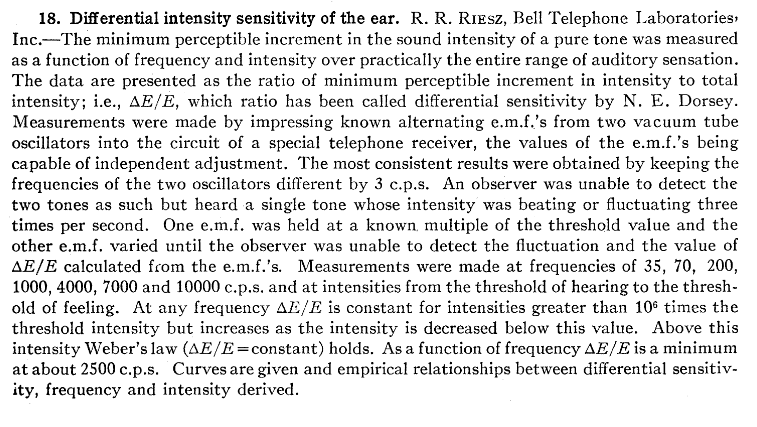 18. Differential intensity sensitivity of the ear. R. R. RIESZ, Bell Telephone Laboratories,
Inc.—The minimum perceptible increment in the sound intensity of a pure tone was measured
as a function of frequency and intensity over practically the entire range of auditory sensation.
The data are presented as the ratio of minimum perceptible increment in intensity to total
intensity; i.e., ΔE/E, which ratio has been called differential sensitivity by N. E. Dorsey.
Measurements were made by impressing known alternating e.m.f.'s from two vacuum tube
oscillators into the circuit of a special telephone receiver, the values of the e.m.f.'s being
capable of independent adjustment. The most consistent results were obtained by keeping the
frequencies of the two oscillators different by 3 c.p.s. An observer was unable to detect the
two tones as such but heard a single tone whose intensity was beating or fluctuating three
times per second. One e.m.f. was held at a known multiple of the threshold value and the
other e.m.f. varied until the observer was unable to detect the fluctuation and the value of
ΔE/E calculated from the e.m.f.'s. Measurements were made at frequencies of 35, 70, 200,
1000, 4000, 7000 and 10000 c.p.s. and at intensities from the threshold of hearing to the thresh-
old of feeling. At any frequency ΔE/E is constant for intensities greater than 10⁶ times the
threshold intensity but increases as the intensity is decreased below this value. Above this
intensity Weber's law (ΔE/E=constant) holds. As a function of frequency ΔE/E is a minimum
at about 2500 c.p.s. Curves are given and empirical relationships between differential sensitiv-
ity, frequency and intensity derived.